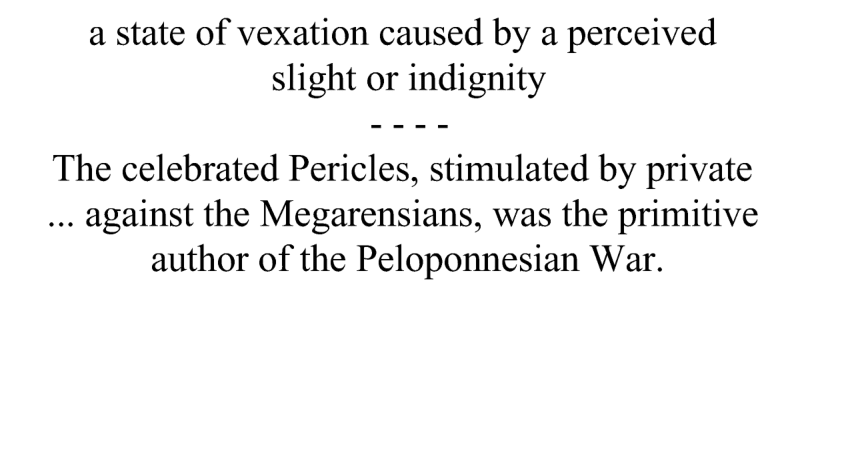 a state of vexation caused by a perceived
slight or indignity
- - - -
The celebrated Pericles, stimulated by private
... against the Megarensians, was the primitive
author of the Peloponnesian War.